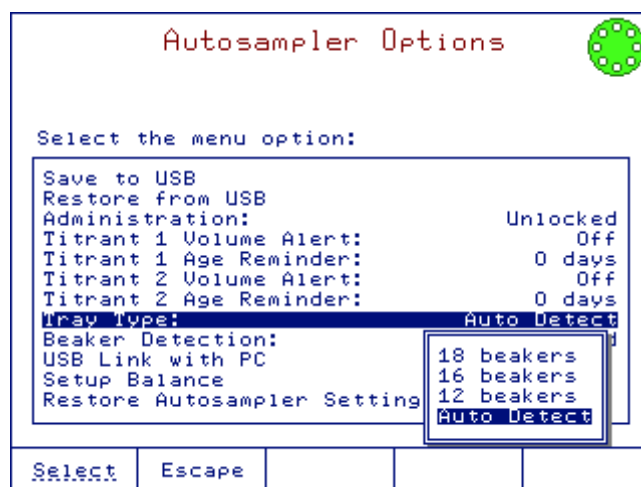 Autosampler Options
Select the menu option:
Save to USB
Restore from USB
Administration: Unlocked
Titrant 1 Volume Alert: Off
Titrant 1 Age Reminder: 0 days
Titrant 2 Volume Alert: Off
Titrant 2 Age Reminder: 0 days
Tray Type: Auto Detect
Beaker Detection:
USB Link with PC
Setup Balance
Restore Autosampler Setting
18 beakers
16 beakers
12 beakers
Auto Detect
Select Escape